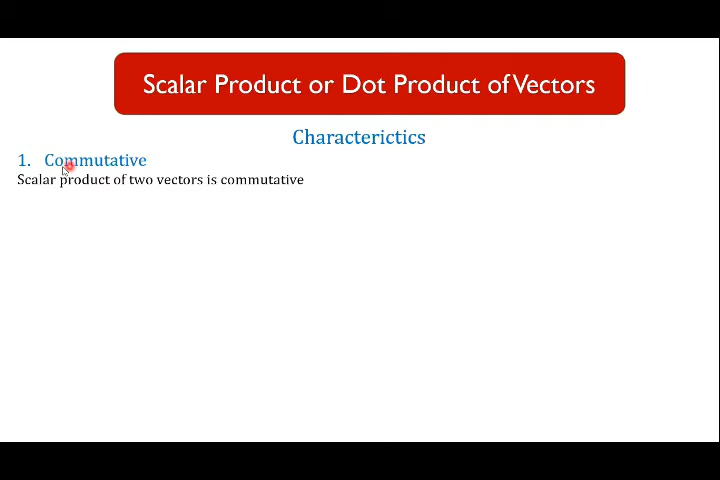 Scalar Product or Dot Product of Vectors
Characterictics
1. Commutative
Scalar product of two vectors is commutative